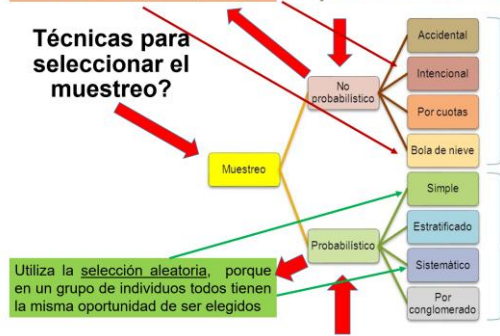 Técnicas para
seleccionar el
muestreo?
Muestreo
No
probabilístico
Accidental
Intencional
Por cuotas
Bola de nieve
Probabilístico
Simple
Estratificado
Sistemático
Por
conglomerado
Utiliza la selección aleatoria, porque
en un grupo de individuos todos tienen
la misma oportunidad de ser elegidos